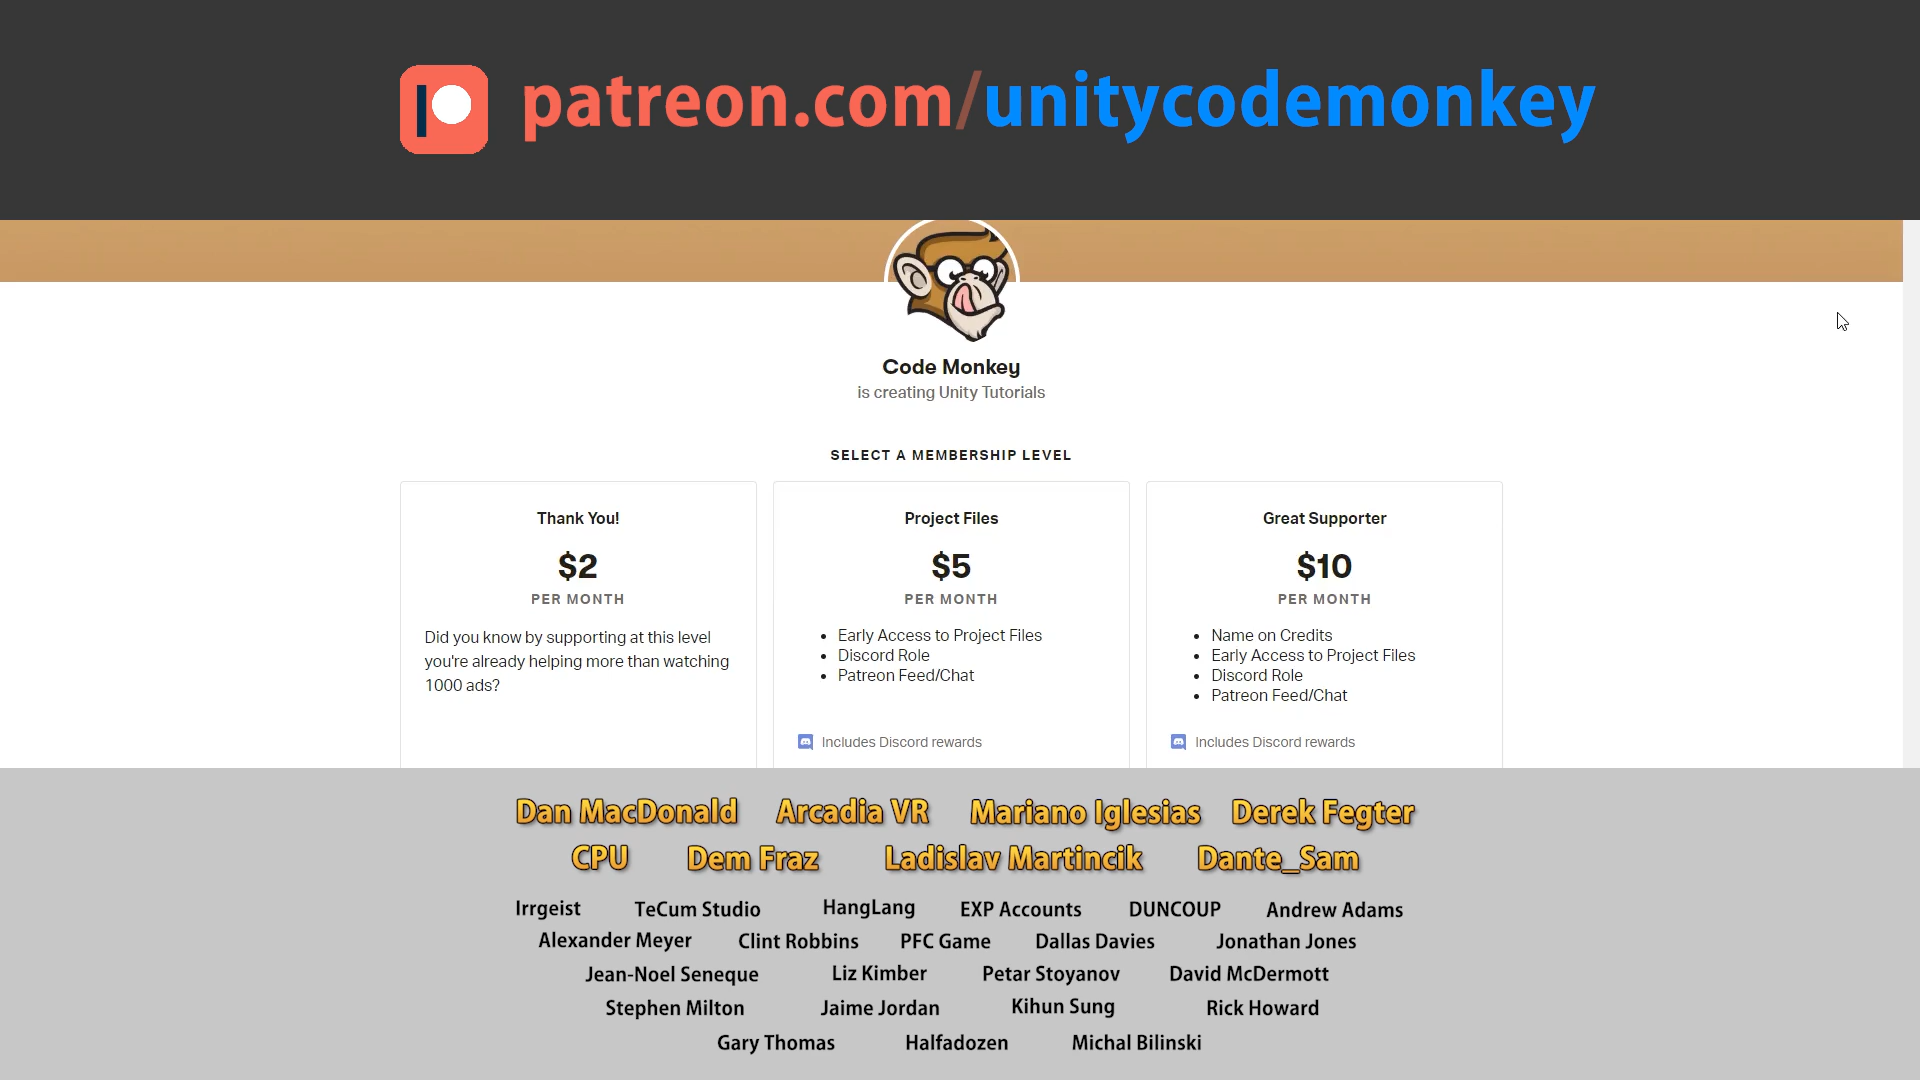 patreon.com/unitycodemonkey
Code Monkey
is creating Unity Tutorials
SELECT A MEMBERSHIP LEVEL
Thank You!
$2
PER MONTH
Did you know by supporting at this level
you're already helping more than watching
1000 ads?
Project Files
$5
PER MONTH
• Early Access to Project Files
• Discord Role
• Patreon Feed/Chat
Includes Discord rewards
Great Supporter
$10
PER MONTH
• Name on Credits
• Early Access to Project Files
• Discord Role
• Patreon Feed/Chat
Includes Discord rewards
Dan MacDonald Arcadia VR Mariano Iglesias Derek Fegter
CPU Dem Fraz Ladislav Martincik Dante_Sam
Irrgeist TeCum Studio HangLang EXP Accounts DUNCOUP Andrew Adams
Alexander Meyer Clint Robbins PFC Game Dallas Davies Jonathan Jones
Jean-Noel Seneque Liz Kimber Petar Stoyanov David McDermott
Stephen Milton Jaime Jordan Kihun Sung Rick Howard
Gary Thomas Halfadozen Michal Bilinski